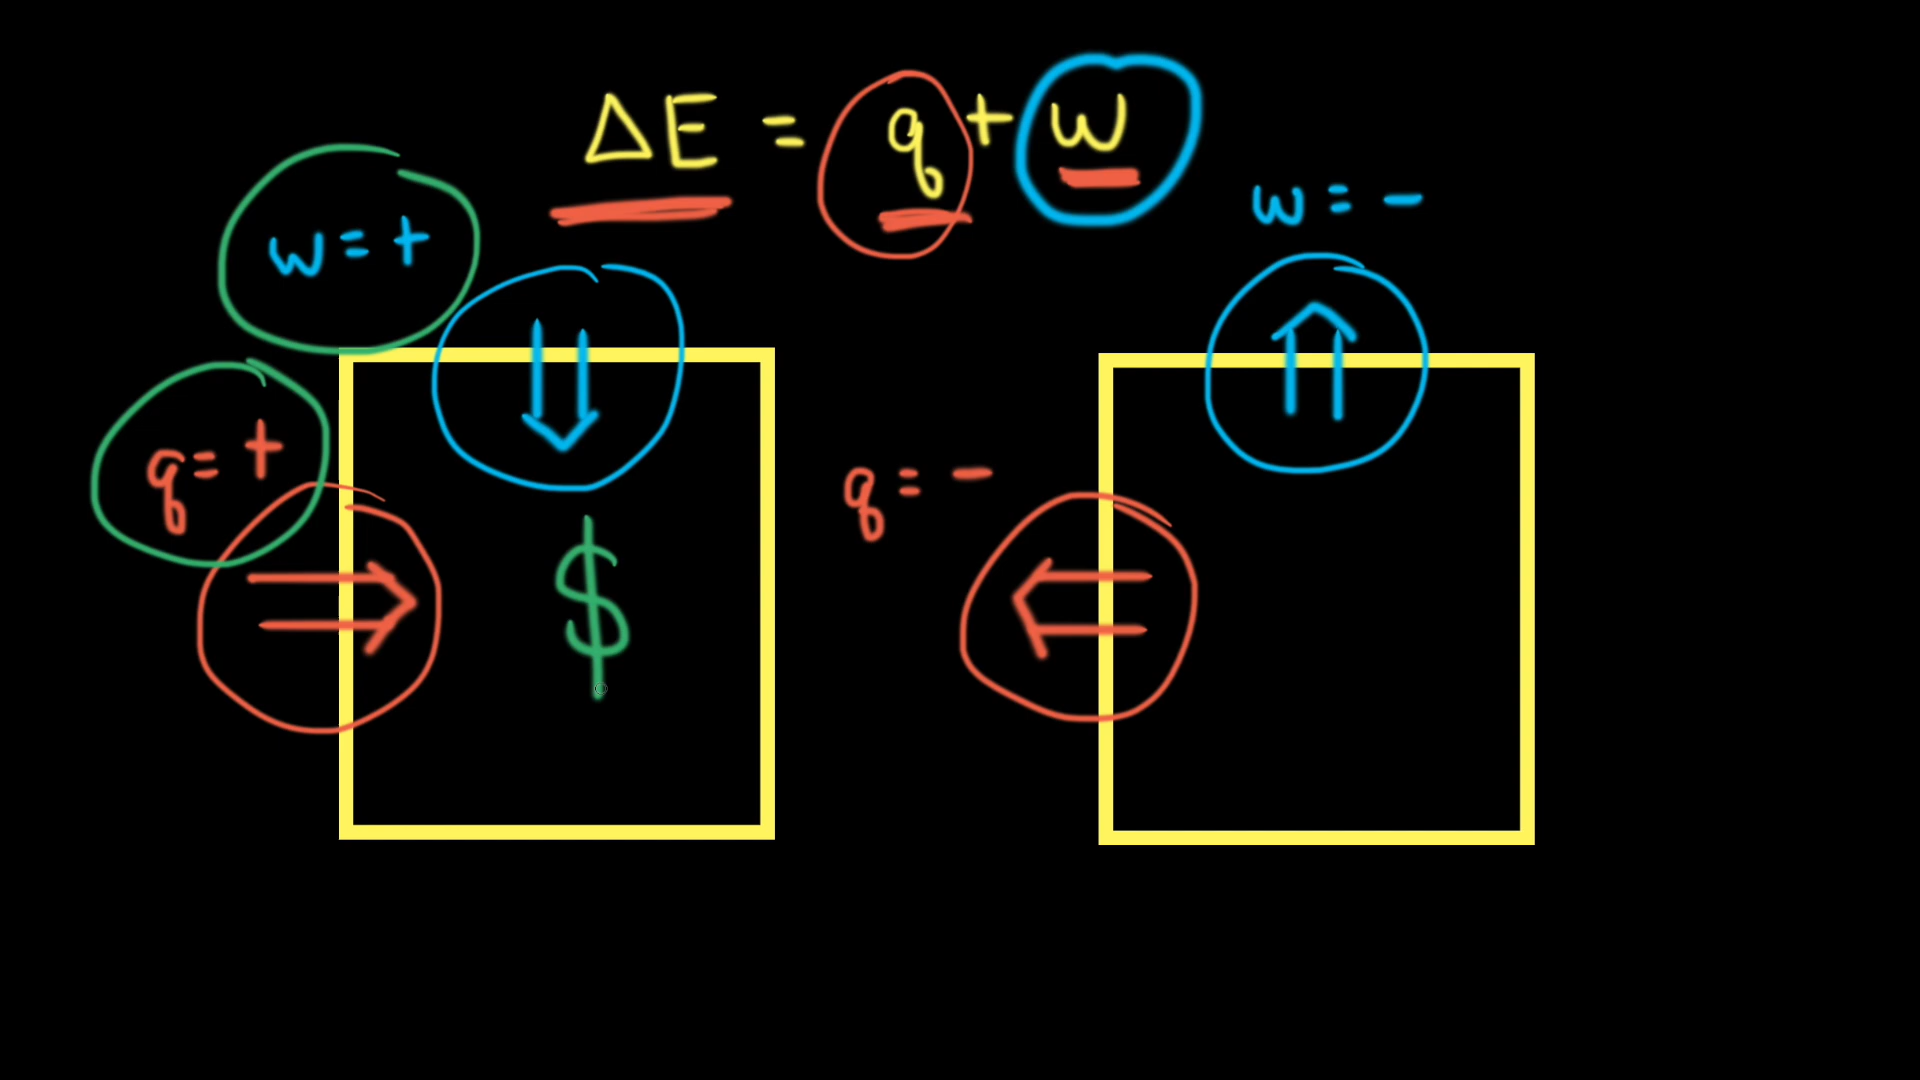 ΔE = q + w
w = -
w = +
q = +
q = -
$